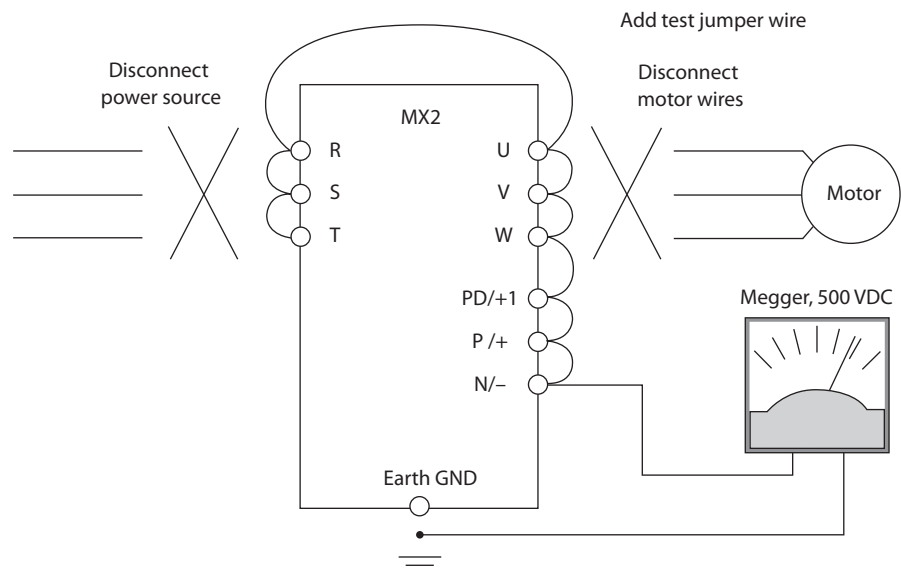 Add test jumper wire
Disconnect
power source
Disconnect
motor wires
MX2
R
U
S
V
Motor
T
W
PD/+1
Megger, 500 VDC
P /+
N/–
Earth GND